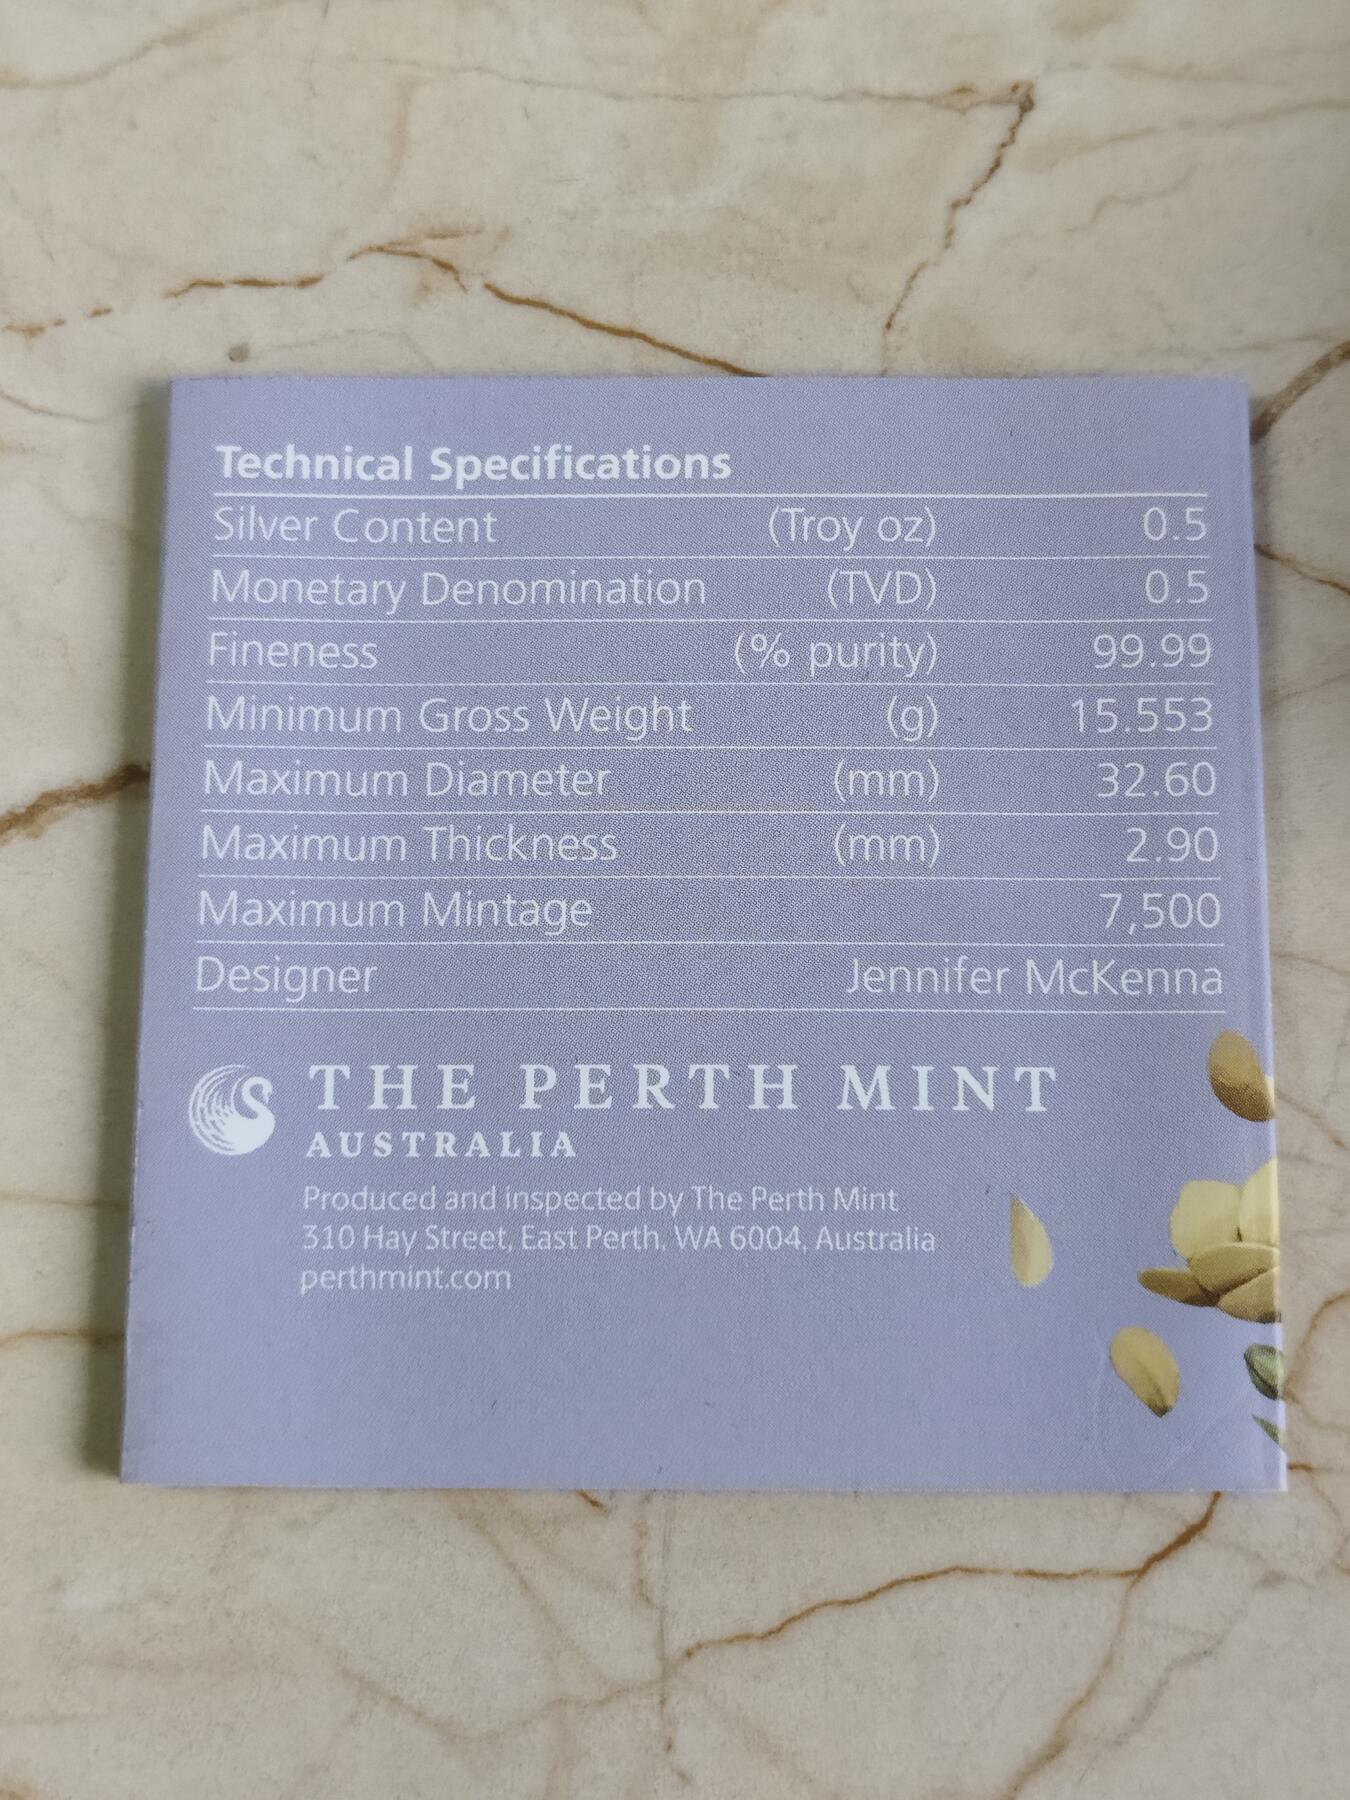 Technical Specifications
Silver Content (Troy oz) 0.5
Monetary Denomination (TVD) 0.5
Fineness (% purity) 99.99
Minimum Gross Weight (g) 15.553
Maximum Diameter (mm) 32.60
Maximum Thickness (mm) 2.90
Maximum Mintage 7,500
Designer Jennifer McKenna
THE PERTH MINT
AUSTRALIA
Produced and inspected by The Perth Mint
310 Hay Street, East Perth, WA 6004, Australia
perthmint.com